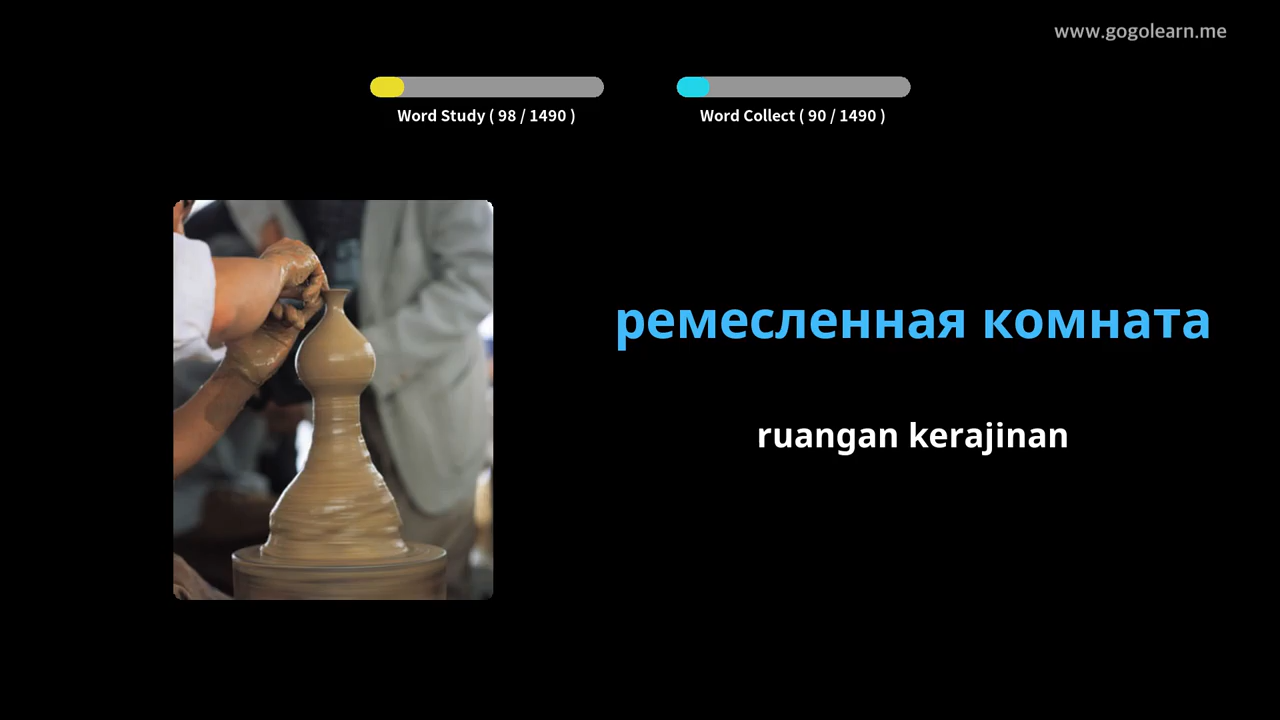 www.gogolearn.me
Word Study ( 98 / 1490 )
Word Collect ( 90 / 1490 )
ремесленная комната
ruangan kerajinan